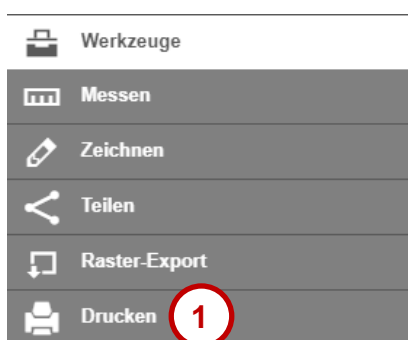 Werkzeuge
Messen
Zeichnen
Teilen
Raster-Export
Drucken 1